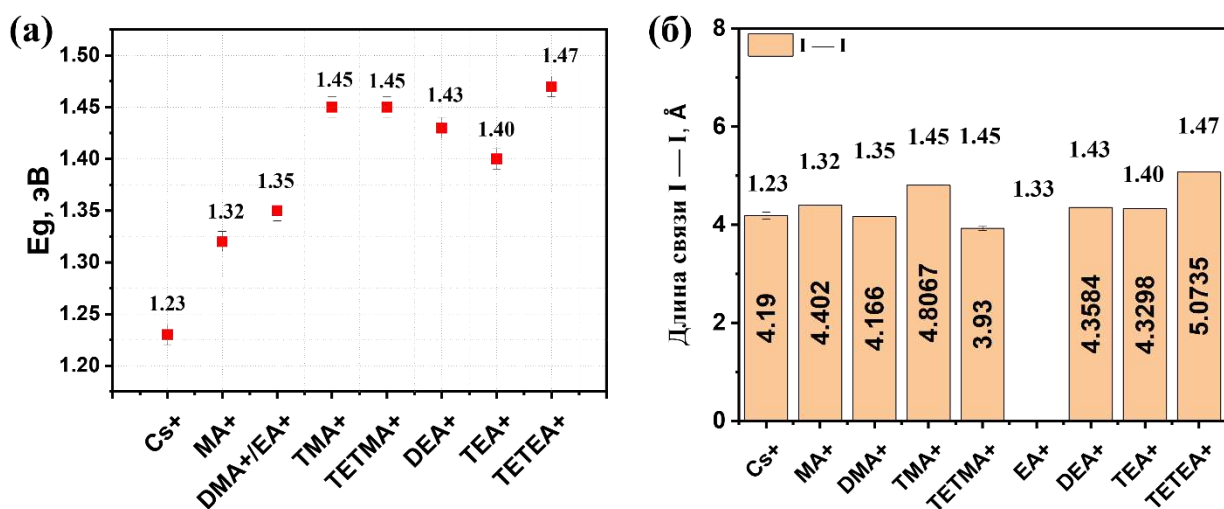 (а)
Eg, эВ
1.50
1.45
1.40
1.35
1.30
1.25
1.20
1.23
1.32
1.35
1.45
1.45
1.43
1.40
1.47
Cs+
MA+
DMA+/EA+
TMA+
TETMA+
DEA+
TEA+
TETEA+
(б)
Длина связи I — I, Å
8
6
4
2
0
I — I
1.23
1.32
1.35
1.45
1.45
1.33
1.43
1.40
1.47
4.19
4.402
4.166
4.8067
3.93
4.3584
4.3298
5.0735
Cs+
MA+
DMA+
TMA+
TETMA+
EA+
DEA+
TEA+
TETEA+